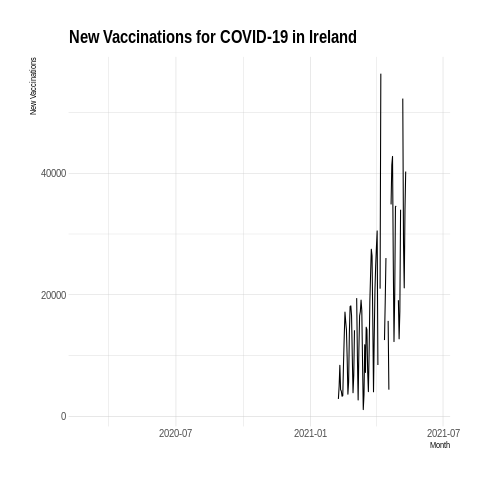 New Vaccinations for COVID-19 in Ireland
New Vaccinations
40000
20000
0
2020-07 2021-01 2021-07
Month